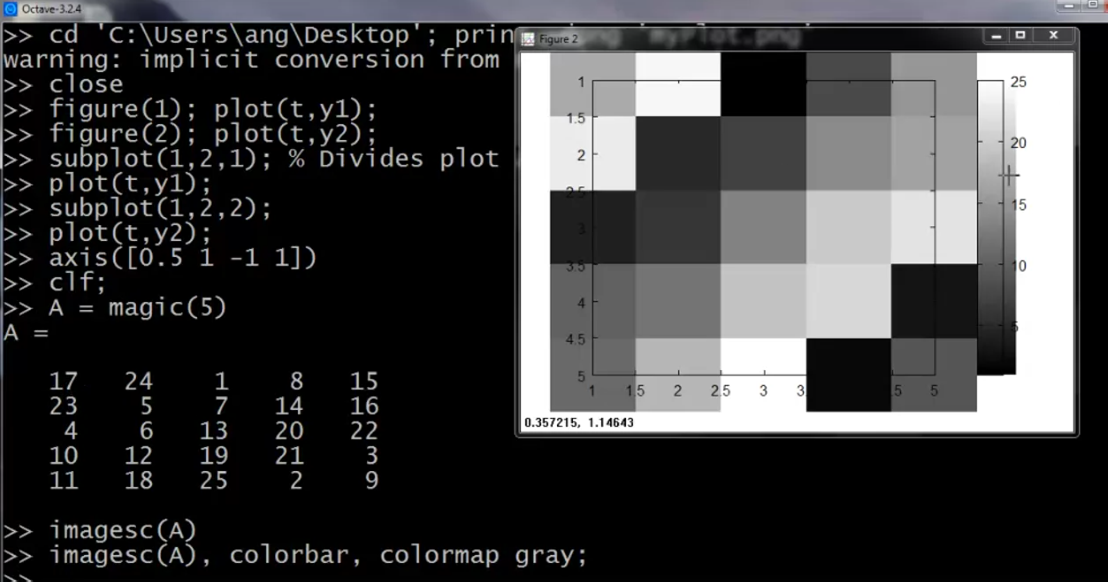 Octave-3.2.4
>> cd 'C:\Users\ang\Desktop'; prin
warning: implicit conversion from
>> close
>> figure(1); plot(t,y1);
>> figure(2); plot(t,y2);
>> subplot(1,2,1); % Divides plot
>> plot(t,y1);
>> subplot(1,2,2);
>> plot(t,y2);
>> axis([0.5 1 -1 1])
>> clf;
>> A = magic(5)
A =
17 24 1 8 15
23 5 7 14 16
4 6 13 20 22
10 12 19 21 3
11 18 25 2 9
>> imagesc(A)
>> imagesc(A), colorbar, colormap gray;
>>
Figure 2
1
1.5
2
2.5
3
3.5
4
4.5
5
1 1.5 2 2.5 3 3 .5 5
25
20
15
10
5
0.357215, 1.14643